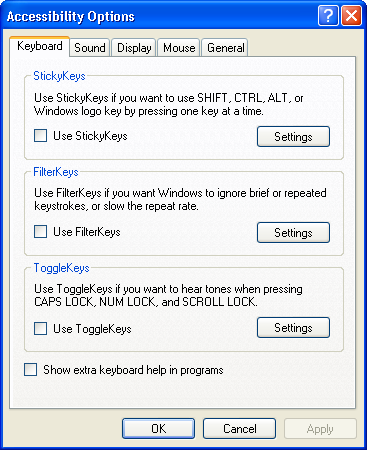 Accessibility Options
Keyboard Sound Display Mouse General
StickyKeys
Use StickyKeys if you want to use SHIFT, CTRL, ALT, or
Windows logo key by pressing one key at a time.
Use StickyKeys Settings
FilterKeys
Use FilterKeys if you want Windows to ignore brief or repeated
keystrokes, or slow the repeat rate.
Use FilterKeys Settings
ToggleKeys
Use ToggleKeys if you want to hear tones when pressing
CAPS LOCK, NUM LOCK, and SCROLL LOCK.
Use ToggleKeys Settings
Show extra keyboard help in programs
OK Cancel Apply